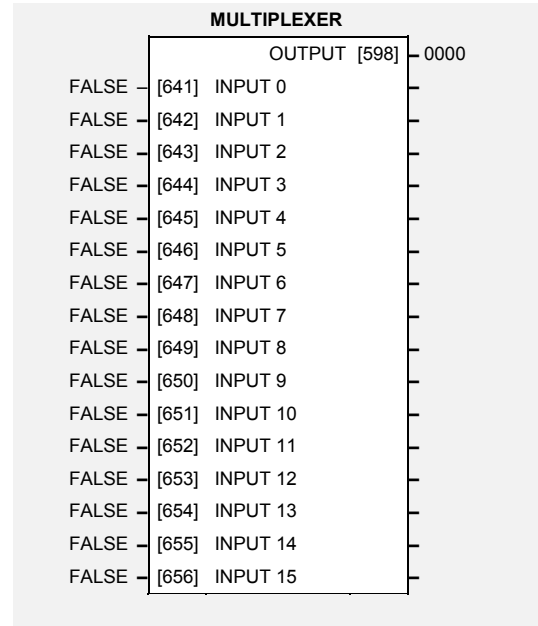 MULTIPLEXER
OUTPUT [598] 0000
FALSE [641] INPUT 0
FALSE [642] INPUT 1
FALSE [643] INPUT 2
FALSE [644] INPUT 3
FALSE [645] INPUT 4
FALSE [646] INPUT 5
FALSE [647] INPUT 6
FALSE [648] INPUT 7
FALSE [649] INPUT 8
FALSE [650] INPUT 9
FALSE [651] INPUT 10
FALSE [652] INPUT 11
FALSE [653] INPUT 12
FALSE [654] INPUT 13
FALSE [655] INPUT 14
FALSE [656] INPUT 15